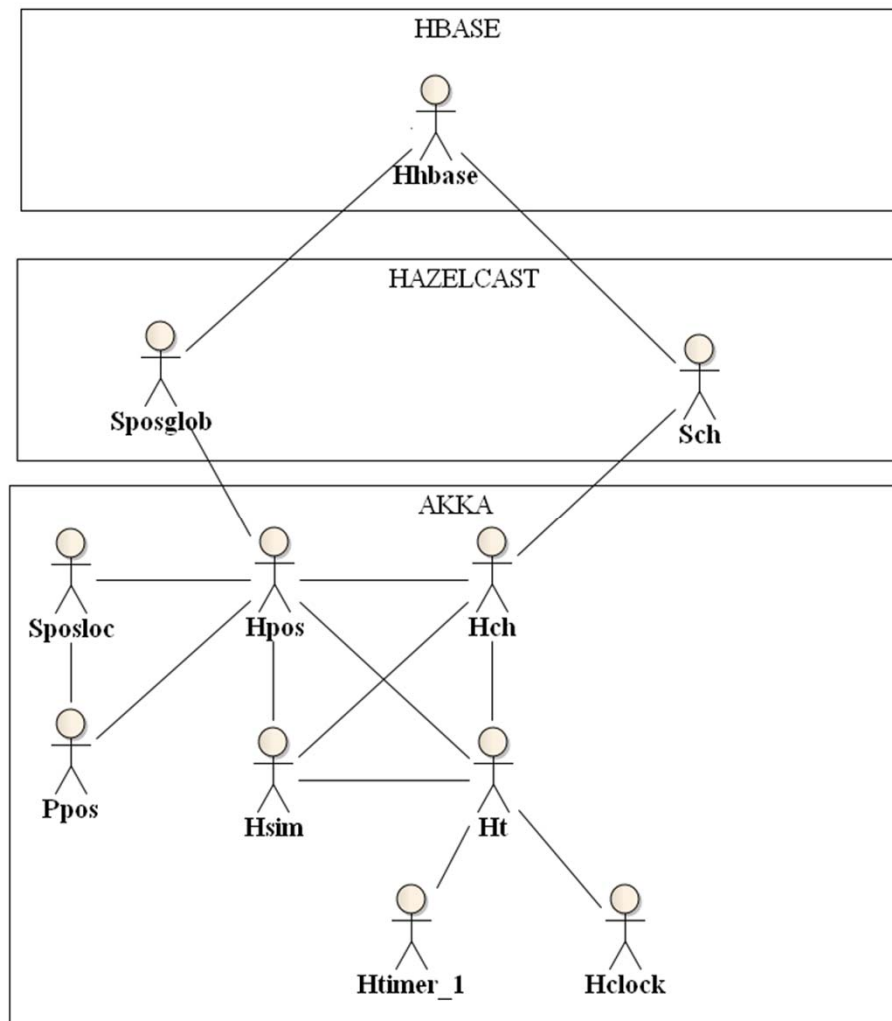 HBASE
Hhbase
HAZELCAST
Sposglob
Sch
AKKA
Sposloc
Hpos
Hch
Ppos
Hsim
Ht
Htimer_1
Hclock